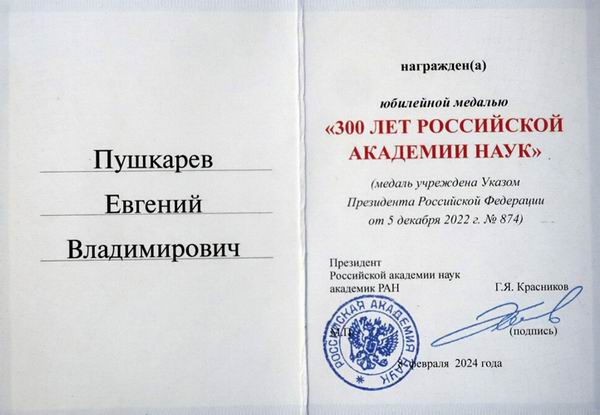 Пушкарев
Евгений
Владимирович
награжден(а)
юбилейной медалью
«300 ЛЕТ РОССИЙСКОЙ
АКАДЕМИИ НАУК»
(медаль учреждена Указом
Президента Российской Федерации
от 5 декабря 2022 г. № 874)
Президент
Российской академии наук
академик РАН Г.Я. Красников
(подпись)
РОССИЙСКАЯ АКАДЕМИЯ НАУК
февраля 2024 года